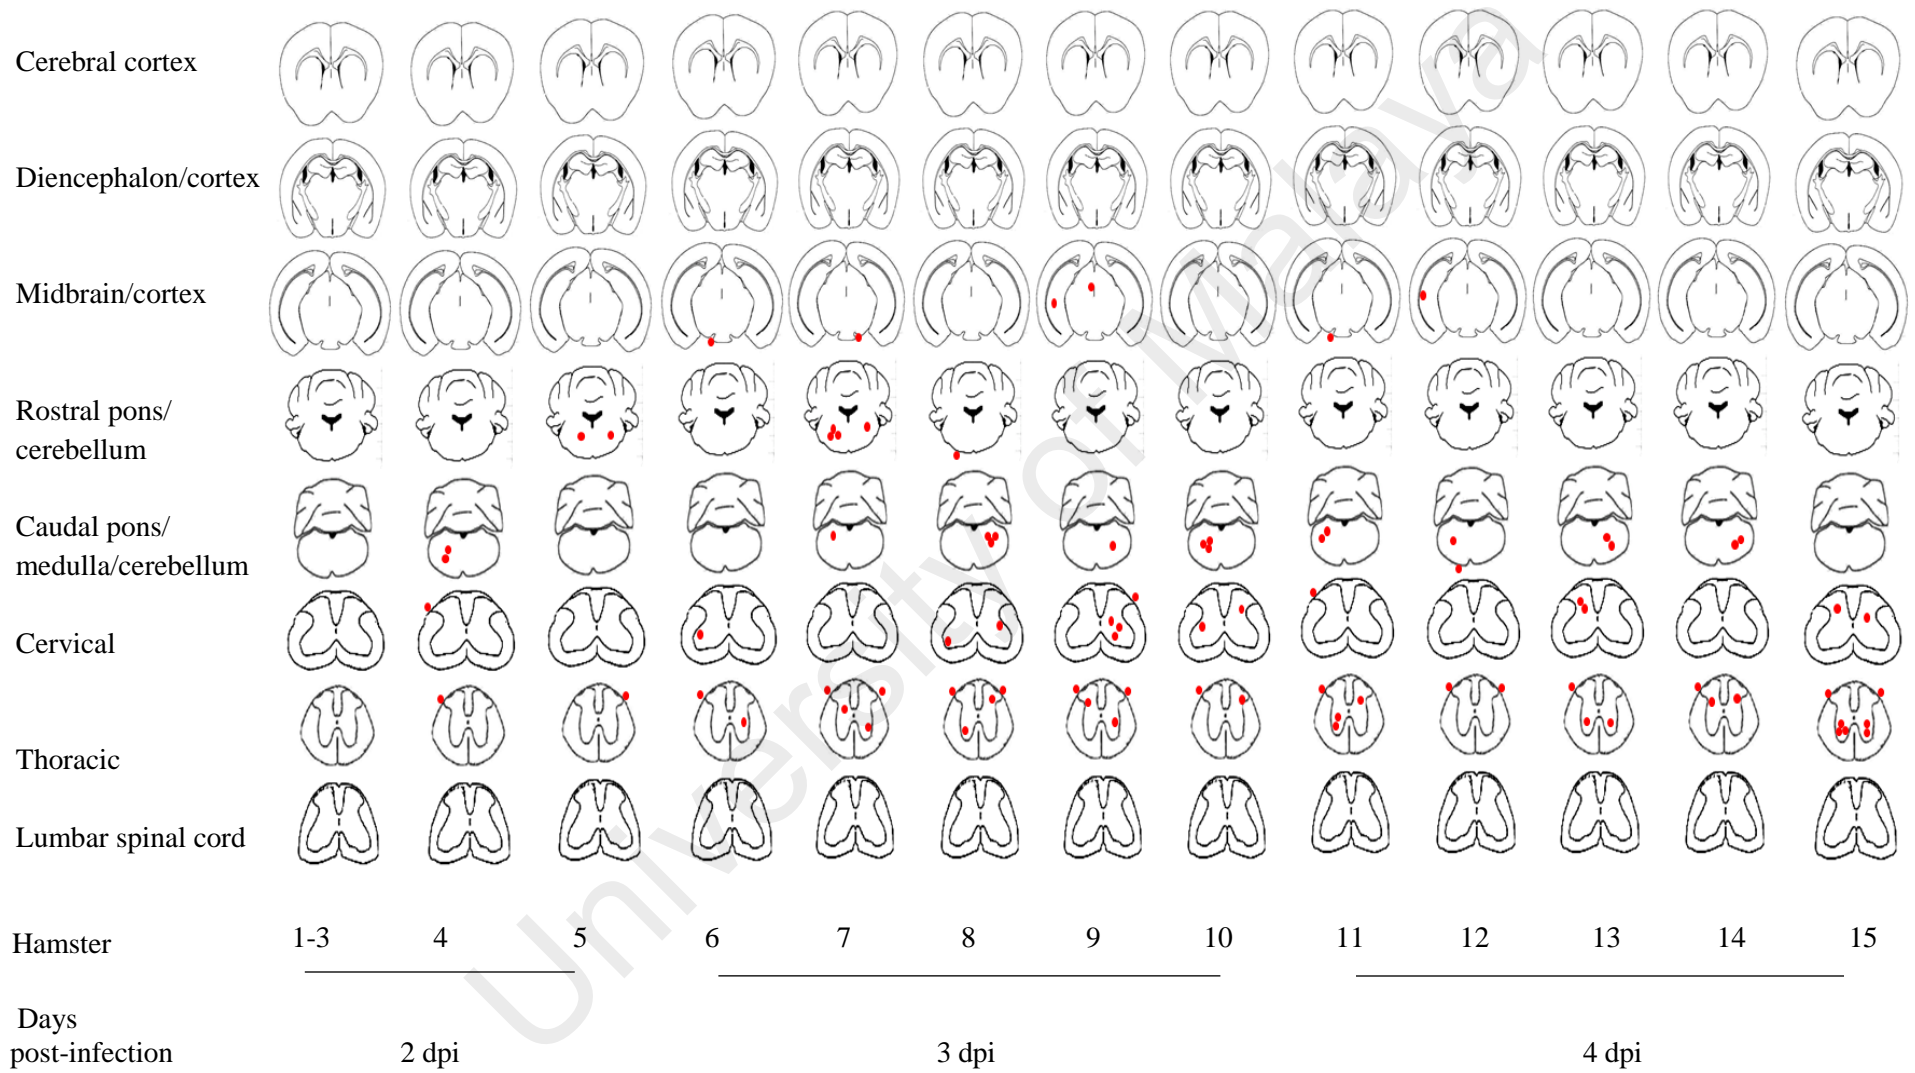 Cerebral cortex
Diencephalon/cortex
Midbrain/cortex
Rostral pons/
cerebellum
Caudal pons/
medulla/cerebellum
Cervical
Thoracic
Lumbar spinal cord
Hamster 1-3 4 5 6 7 8 9 10 11 12 13 14 15
Days
post-infection 2 dpi 3 dpi 4 dpi
University of Malaya